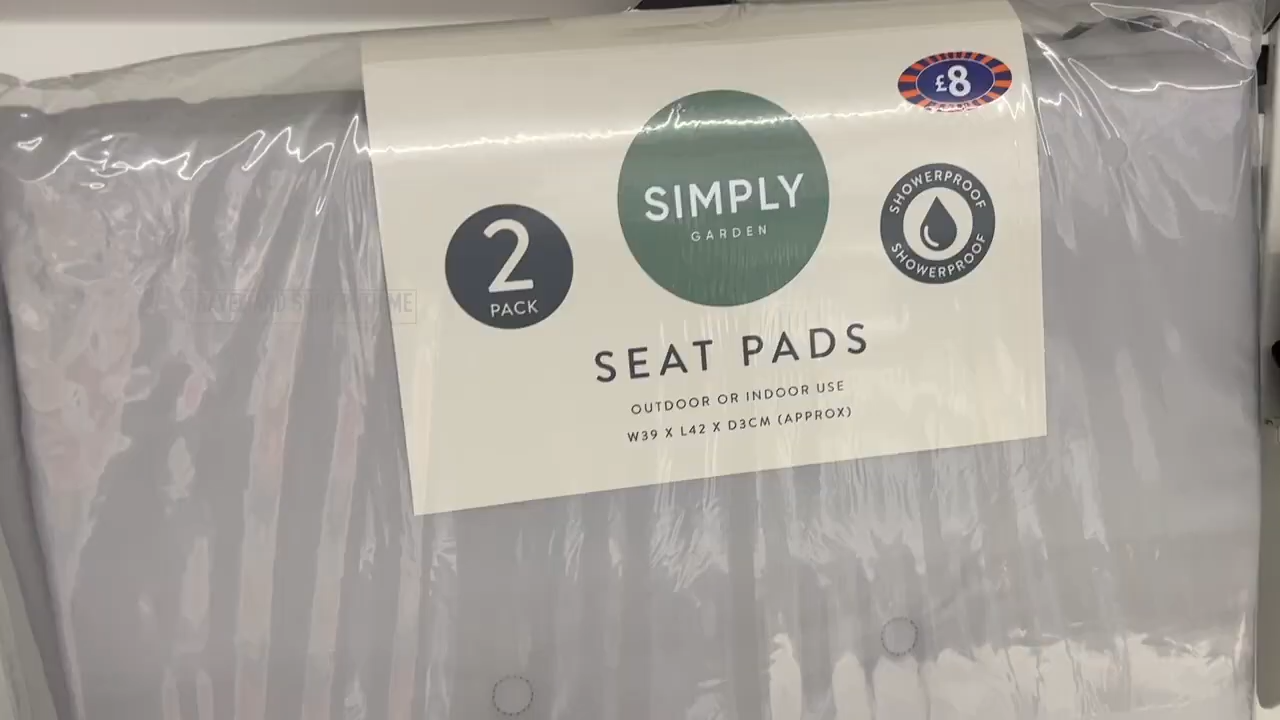 £8
SIMPLY
GARDEN
2
PACK
SHOWERPROOF
SHOWERPROOF
SEAT PADS
OUTDOOR OR INDOOR USE
W39 X L42 X D3CM (APPROX)